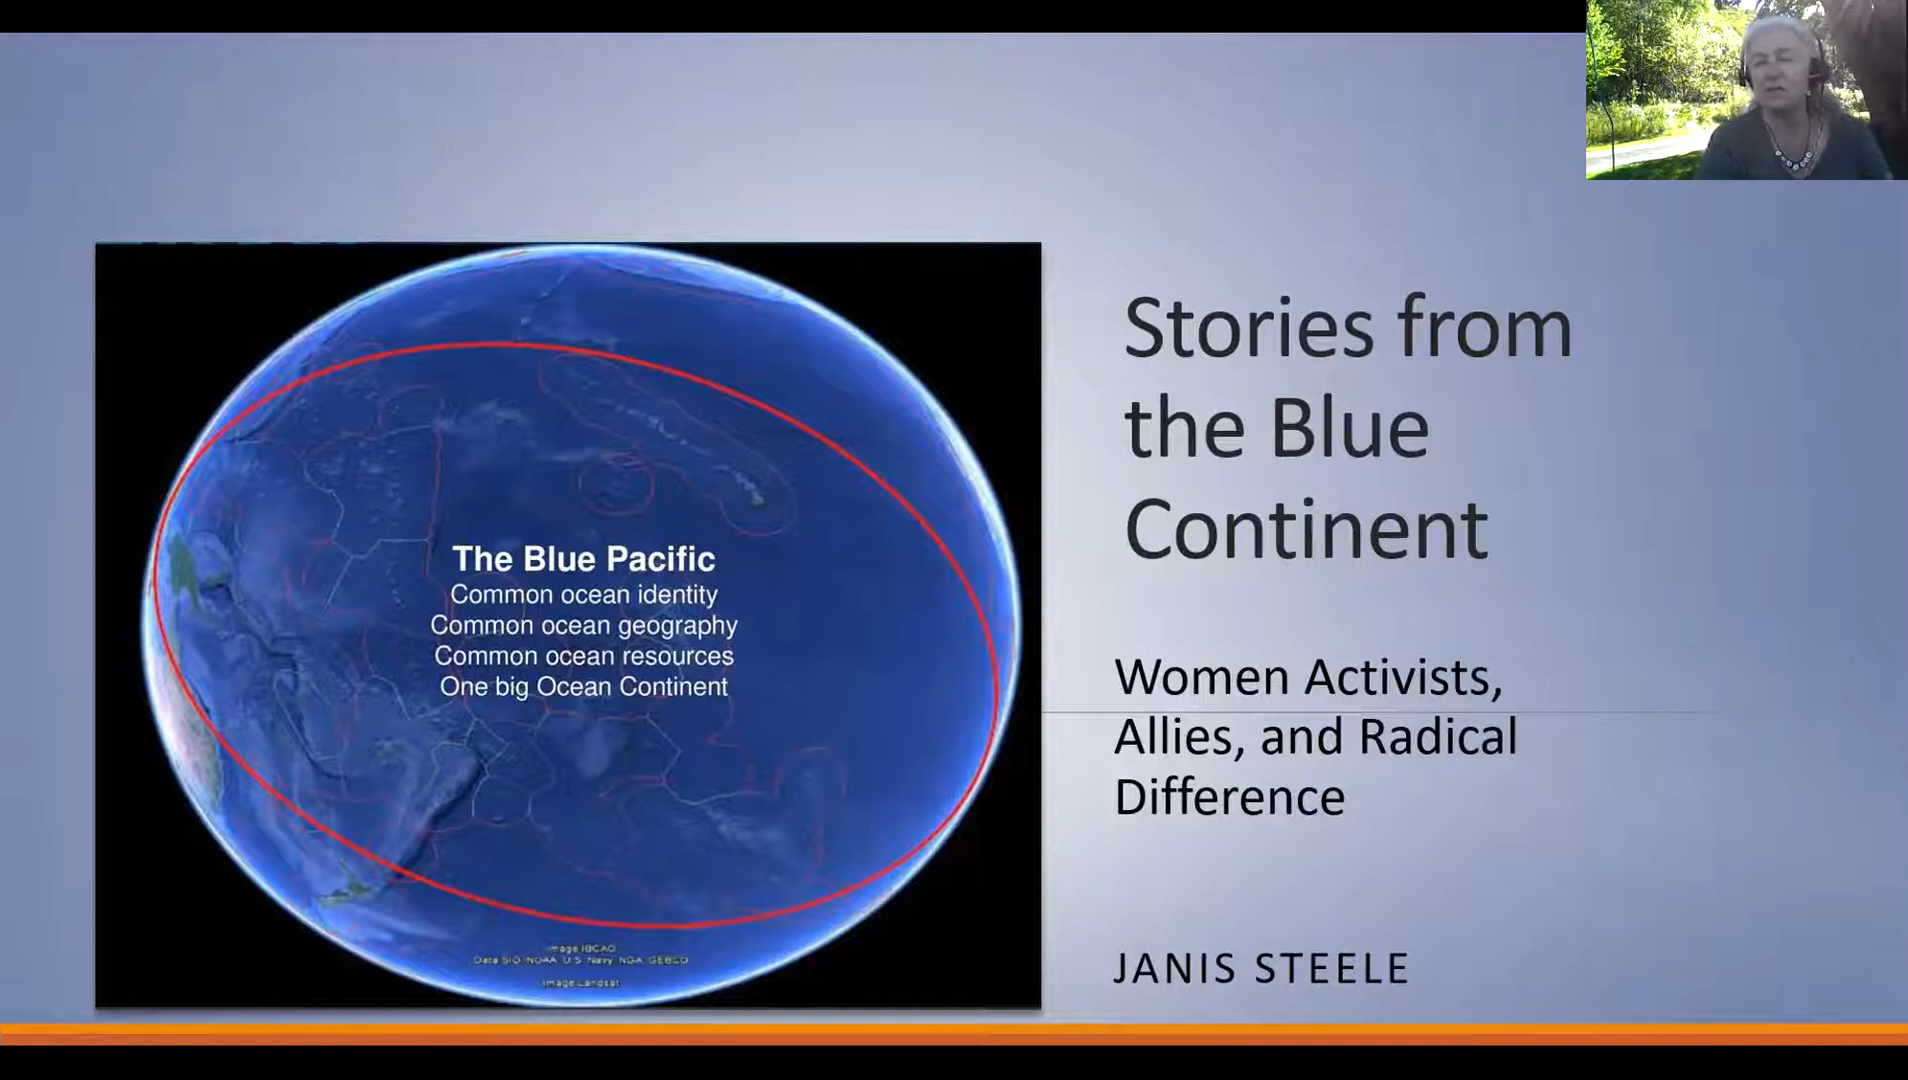 The Blue Pacific
Common ocean identity
Common ocean geography
Common ocean resources
One big Ocean Continent
Image IBCAO
Data SIO, NOAA, U.S. Navy, NGA, GEBCO
Image Landsat
Stories from
the Blue
Continent
Women Activists,
Allies, and Radical
Difference
JANIS STEELE